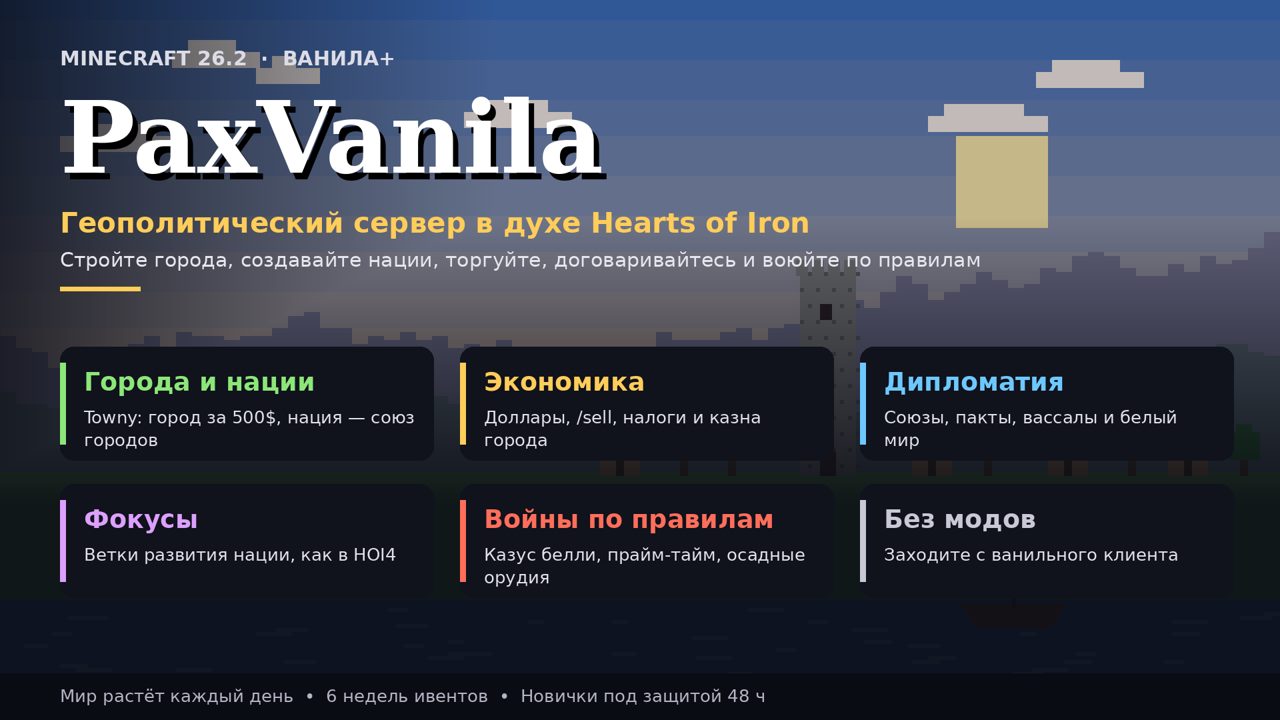 MINECRAFT 26.2 · ВАНИЛА+
PaxVanila
Геополитический сервер в духе Hearts of Iron
Стройте города, создавайте нации, торгуйте, договаривайтесь и воюйте по правилам
Города и нации
Towny: город за 500$, нация — союз
городов
Экономика
Доллары, /sell, налоги и казна
города
Дипломатия
Союзы, пакты, вассалы и белый
мир
Фокусы
Ветки развития нации, как в HOI4
Войны по правилам
Казус белли, прайм-тайм, осадные
орудия
Без модов
Заходите с ванильного клиента
Мир растёт каждый день • 6 недель ивентов • Новички под защитой 48 ч